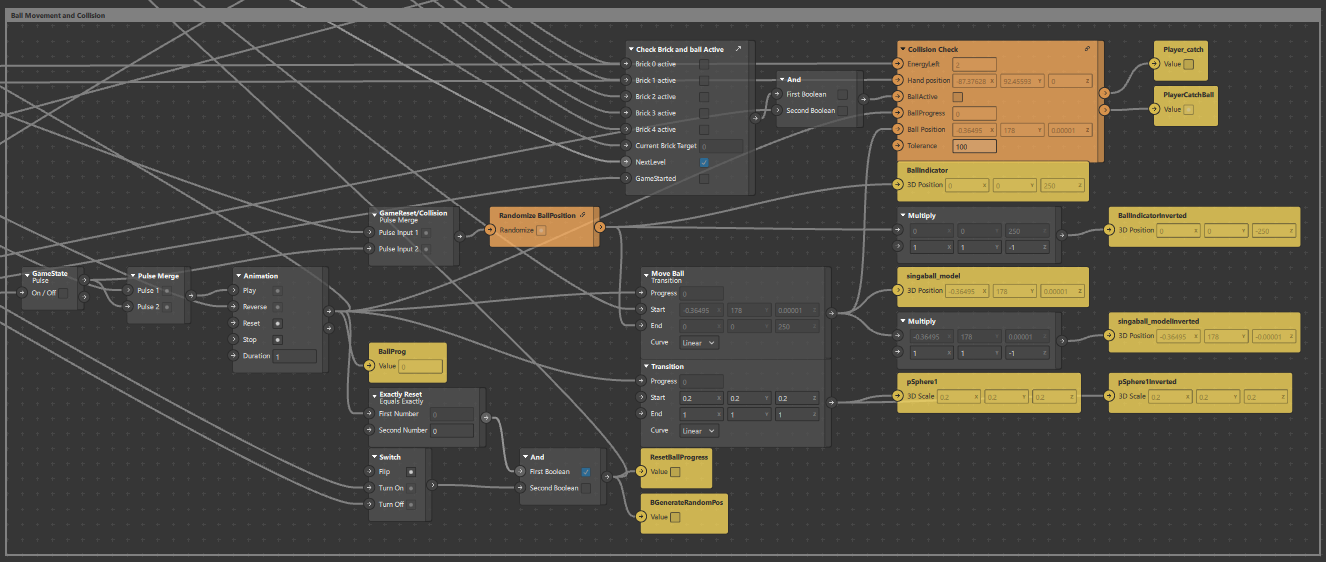 Ball Movement and Collision
Check Brick and ball Active
Brick 0 active
Brick 1 active
Brick 2 active
Brick 3 active
Brick 4 active
Current Brick Target 0
NextLevel
GameStarted
And
First Boolean
Second Boolean
Collision Check
EnergyLeft 2
Hand position -87.37628 X 92.45593 Y 0 Z
BallActive
BallProgress 0
Ball Position -0.36495 X 178 Y 0.00001 Z
Tolerance 100
Player_catch
Value
PlayerCatchBall
Value
BallIndicator
3D Position 0 X 0 Y 250 Z
GameReset/Collision
Pulse Merge
Pulse Input 1
Pulse Input 2
Randomize BallPosition
Randomize
Multiply
0 0 250
1 X 1 Y -1 Z
BallIndicatorInverted
3D Position 0 X 0 Y -250 Z
GameState
Pulse
On / Off
Pulse Merge
Pulse 1
Pulse 2
Animation
Play
Reverse
Reset
Stop
Duration 1
Move Ball
Transition
Progress 0
Start -0.36495 X 178 Y 0.00001 Z
End 0 X 0 Y 250 Z
Curve Linear
singaball_model
3D Position -0.36495 X 178 Y 0.00001 Z
Multiply
-0.36495 X 178 Y 0.00001 Z
1 X 1 Y -1 Z
singaball_modelInverted
3D Position -0.36495 X 178 Y -0.00001 Z
BallProg
Value 0
Exactly Reset
Equals Exactly
First Number 0
Second Number 0
Transition
Progress 0
Start 0.2 X 0.2 Y 0.2 Z
End 1 X 1 Y 1 Z
Curve Linear
pSphere1
3D Scale 0.2 X 0.2 Y 0.2 Z
pSphere1Inverted
3D Scale 0.2 X 0.2 Y 0.2 Z
Switch
Flip
Turn On
Turn Off
And
First Boolean
Second Boolean
ResetBallProgress
Value
BGenerateRandomPos
Value